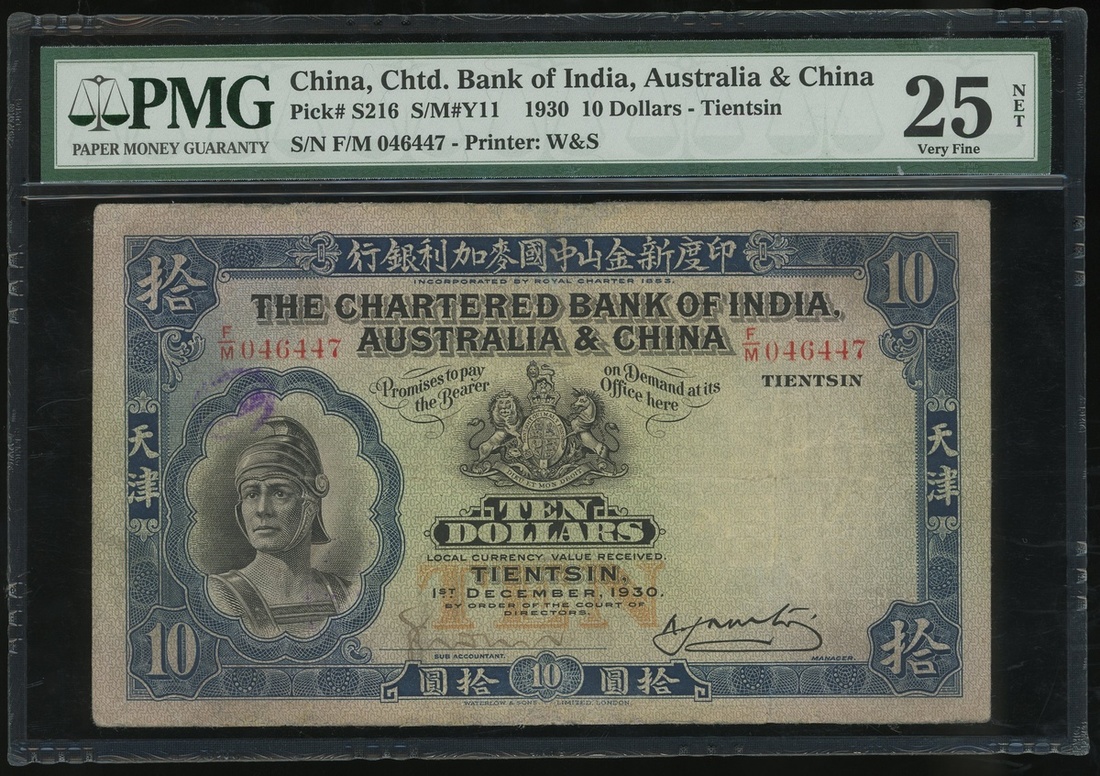 PMG
PAPER MONEY GUARANTY
China, Chtd. Bank of India, Australia & China
Pick# S216 S/M#Y11 1930 10 Dollars - Tientsin
S/N F/M 046447 - Printer: W&S
25
NET
Very Fine
行銀利加麥國中山金新度印
拾
10
INCORPORATED BY ROYAL CHARTER 1853.
THE CHARTERED BANK OF INDIA,
AUSTRALIA & CHINA
F/M 046447
F/M 046447
TIENTSIN
Promises to pay
the Bearer
on Demand at its
Office here
天津
天津
DIEU ET MON DROIT
TEN
DOLLARS
LOCAL CURRENCY, VALUE RECEIVED.
TEN
TIENTSIN,
1ST DECEMBER, 1930.
BY ORDER OF THE COURT OF
DIRECTORS.
SUB ACCOUNTANT.
MANAGER.
10
圓拾
10
圓拾
拾
WATERLOW & SONS LIMITED, LONDON.